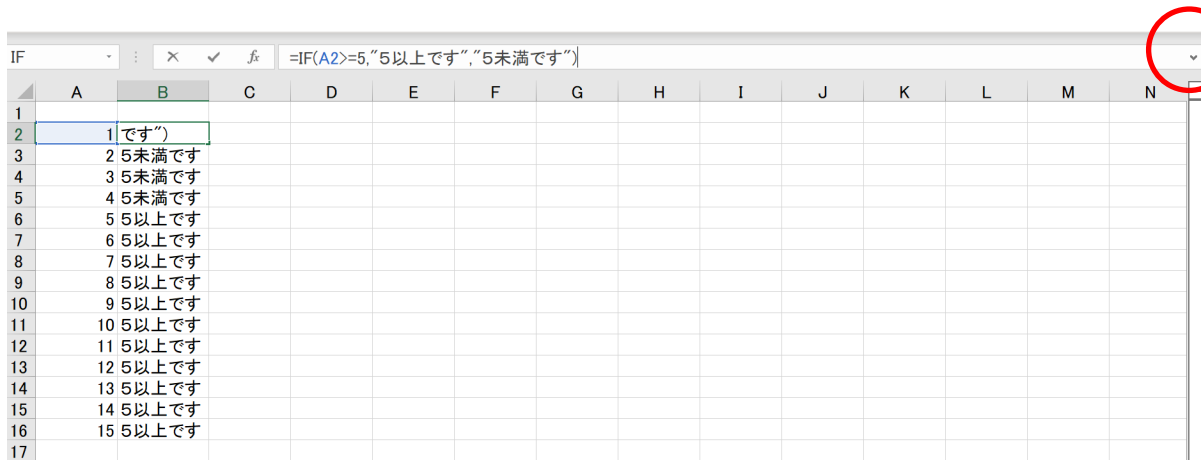 IF fx =IF(A2>=5,"５以上です","５未満です")
A B C D E F G H I J K L M N
1
2 1 です")
3 2 ５未満です
4 3 ５未満です
5 4 ５未満です
6 5 ５以上です
7 6 ５以上です
8 7 ５以上です
9 8 ５以上です
10 9 ５以上です
11 10 ５以上です
12 11 ５以上です
13 12 ５以上です
14 13 ５以上です
15 14 ５以上です
16 15 ５以上です
17